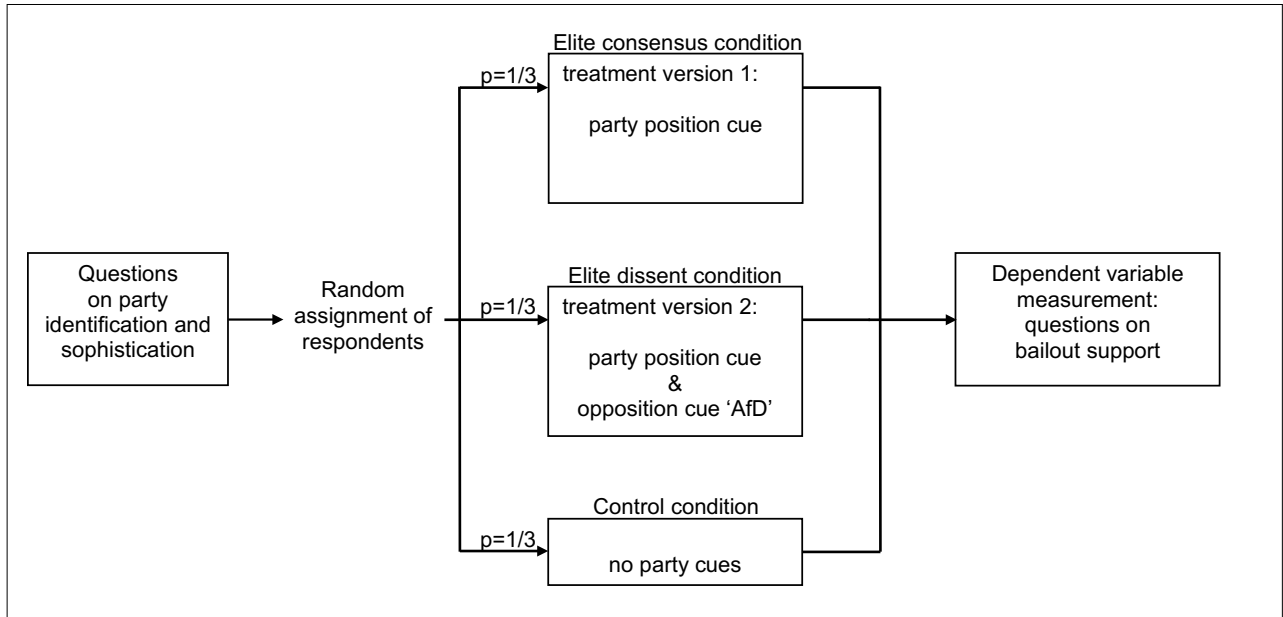 Questions
on party
identification and
sophistication
Random
assignment of
respondents
p=1/3
Elite consensus condition
treatment version 1:
party position cue
p=1/3
Elite dissent condition
treatment version 2:
party position cue
&
opposition cue ‘AfD’
p=1/3
Control condition
no party cues
Dependent variable
measurement:
questions on
bailout support